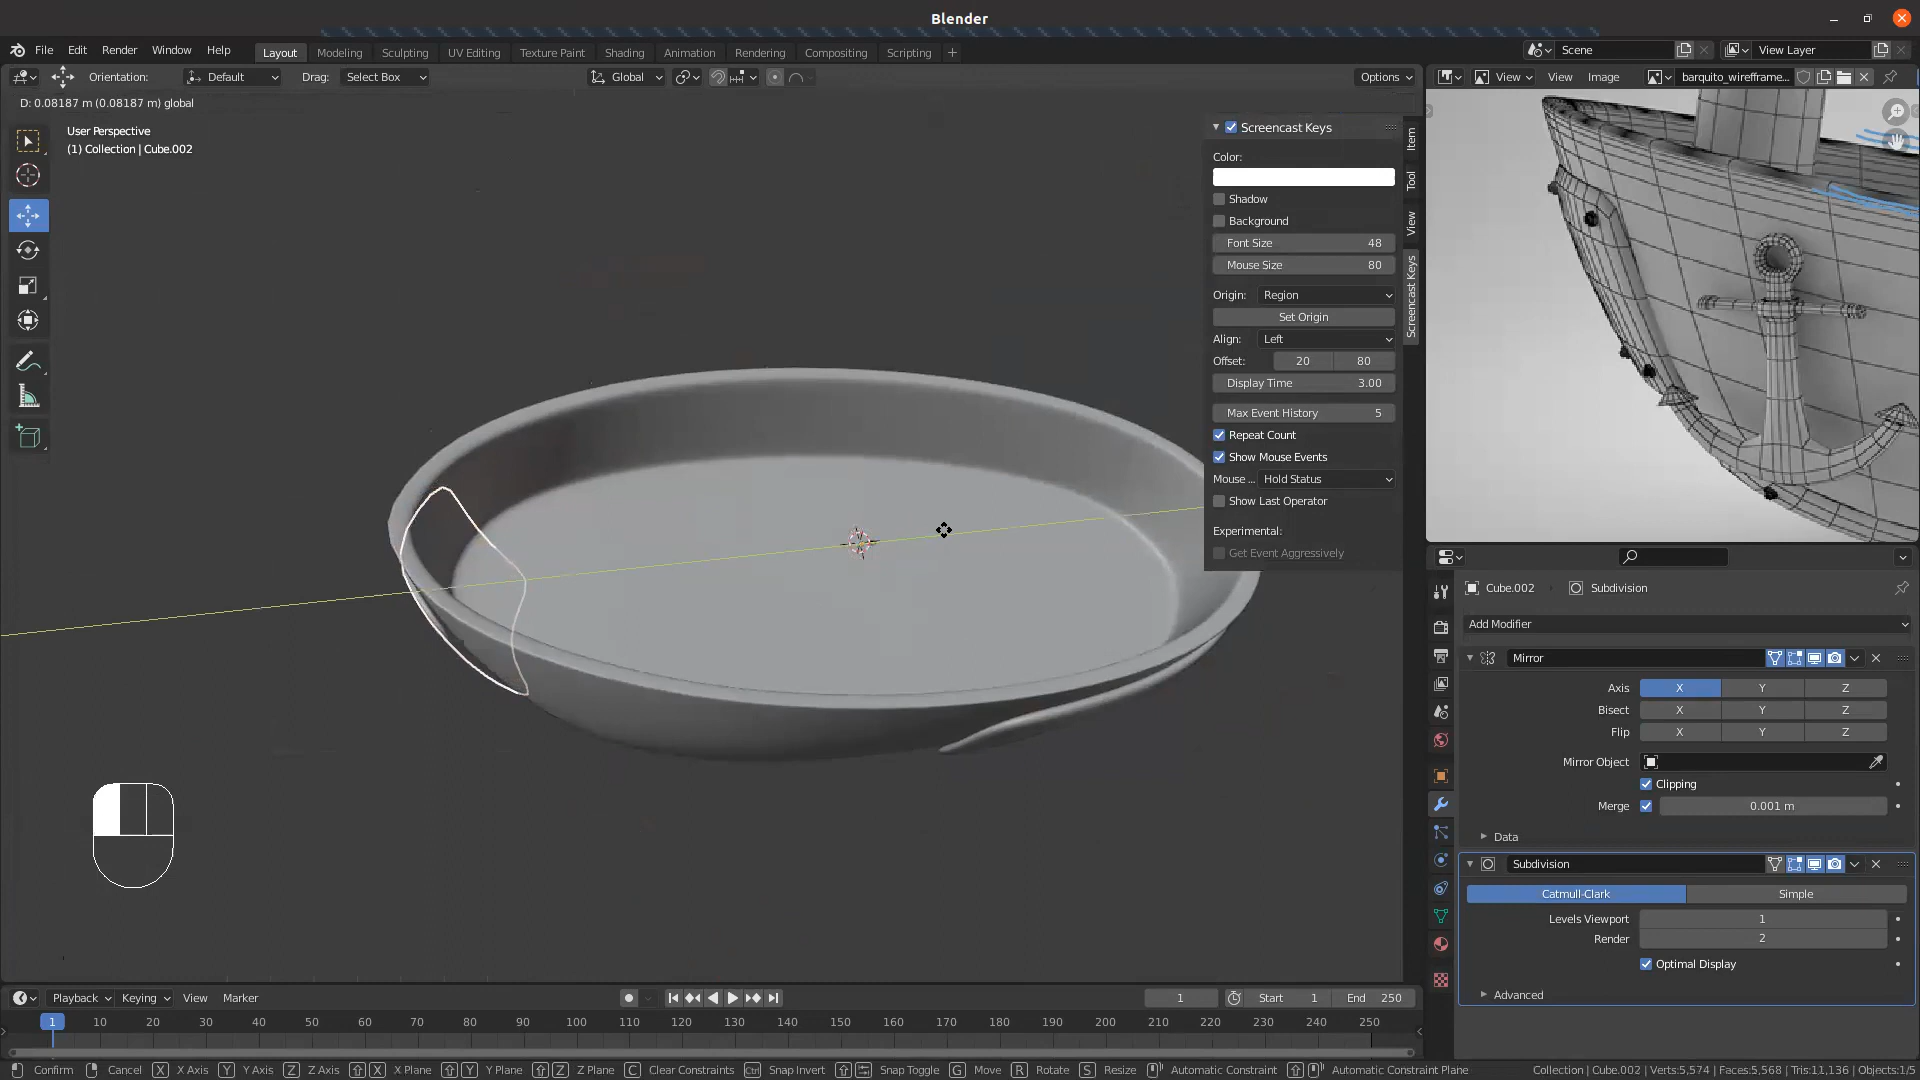 Blender
File Edit Render Window Help
Layout Modeling Sculpting UV Editing Texture Paint Shading Animation Rendering Compositing Scripting +
Scene View Layer
Orientation: Default Drag: Select Box Global Options
View View Image barquito_wirefframe...
D: 0.08187 m (0.08187 m) global
User Perspective
(1) Collection | Cube.002
Screencast Keys
Color:
Shadow
Background
Font Size 48
Mouse Size 80
Origin: Region
Set Origin
Align: Left
Offset: 20 80
Display Time 3.00
Max Event History 5
Repeat Count
Show Mouse Events
Mouse ... Hold Status
Show Last Operator
Experimental:
Get Event Aggressively
Item
Tool
View
Screencast Keys
Cube.002 Subdivision
Add Modifier
Mirror
Axis X Y Z
Bisect X Y Z
Flip X Y Z
Mirror Object
Clipping
Merge 0.001 m
Data
Subdivision
Catmull-Clark Simple
Levels Viewport 1
Render 2
Optimal Display
Advanced
Playback Keying View Marker 1 Start 1 End 250
1 10 20 30 40 50 60 70 80 90 100 110 120 130 140 150 160 170 180 190 200 210 220 230 240 250
Confirm Cancel X X Axis Y Y Axis Z Z Axis X X Plane Y Y Plane Z Z Plane C Clear Constraints Ctrl Snap Invert Snap Toggle G Move R Rotate S Resize Automatic Constraint Automatic Constraint Plane Collection | Cube.002 | Verts:5,574 | Faces:5,568 | Tris:11,136 | Objects:1/5